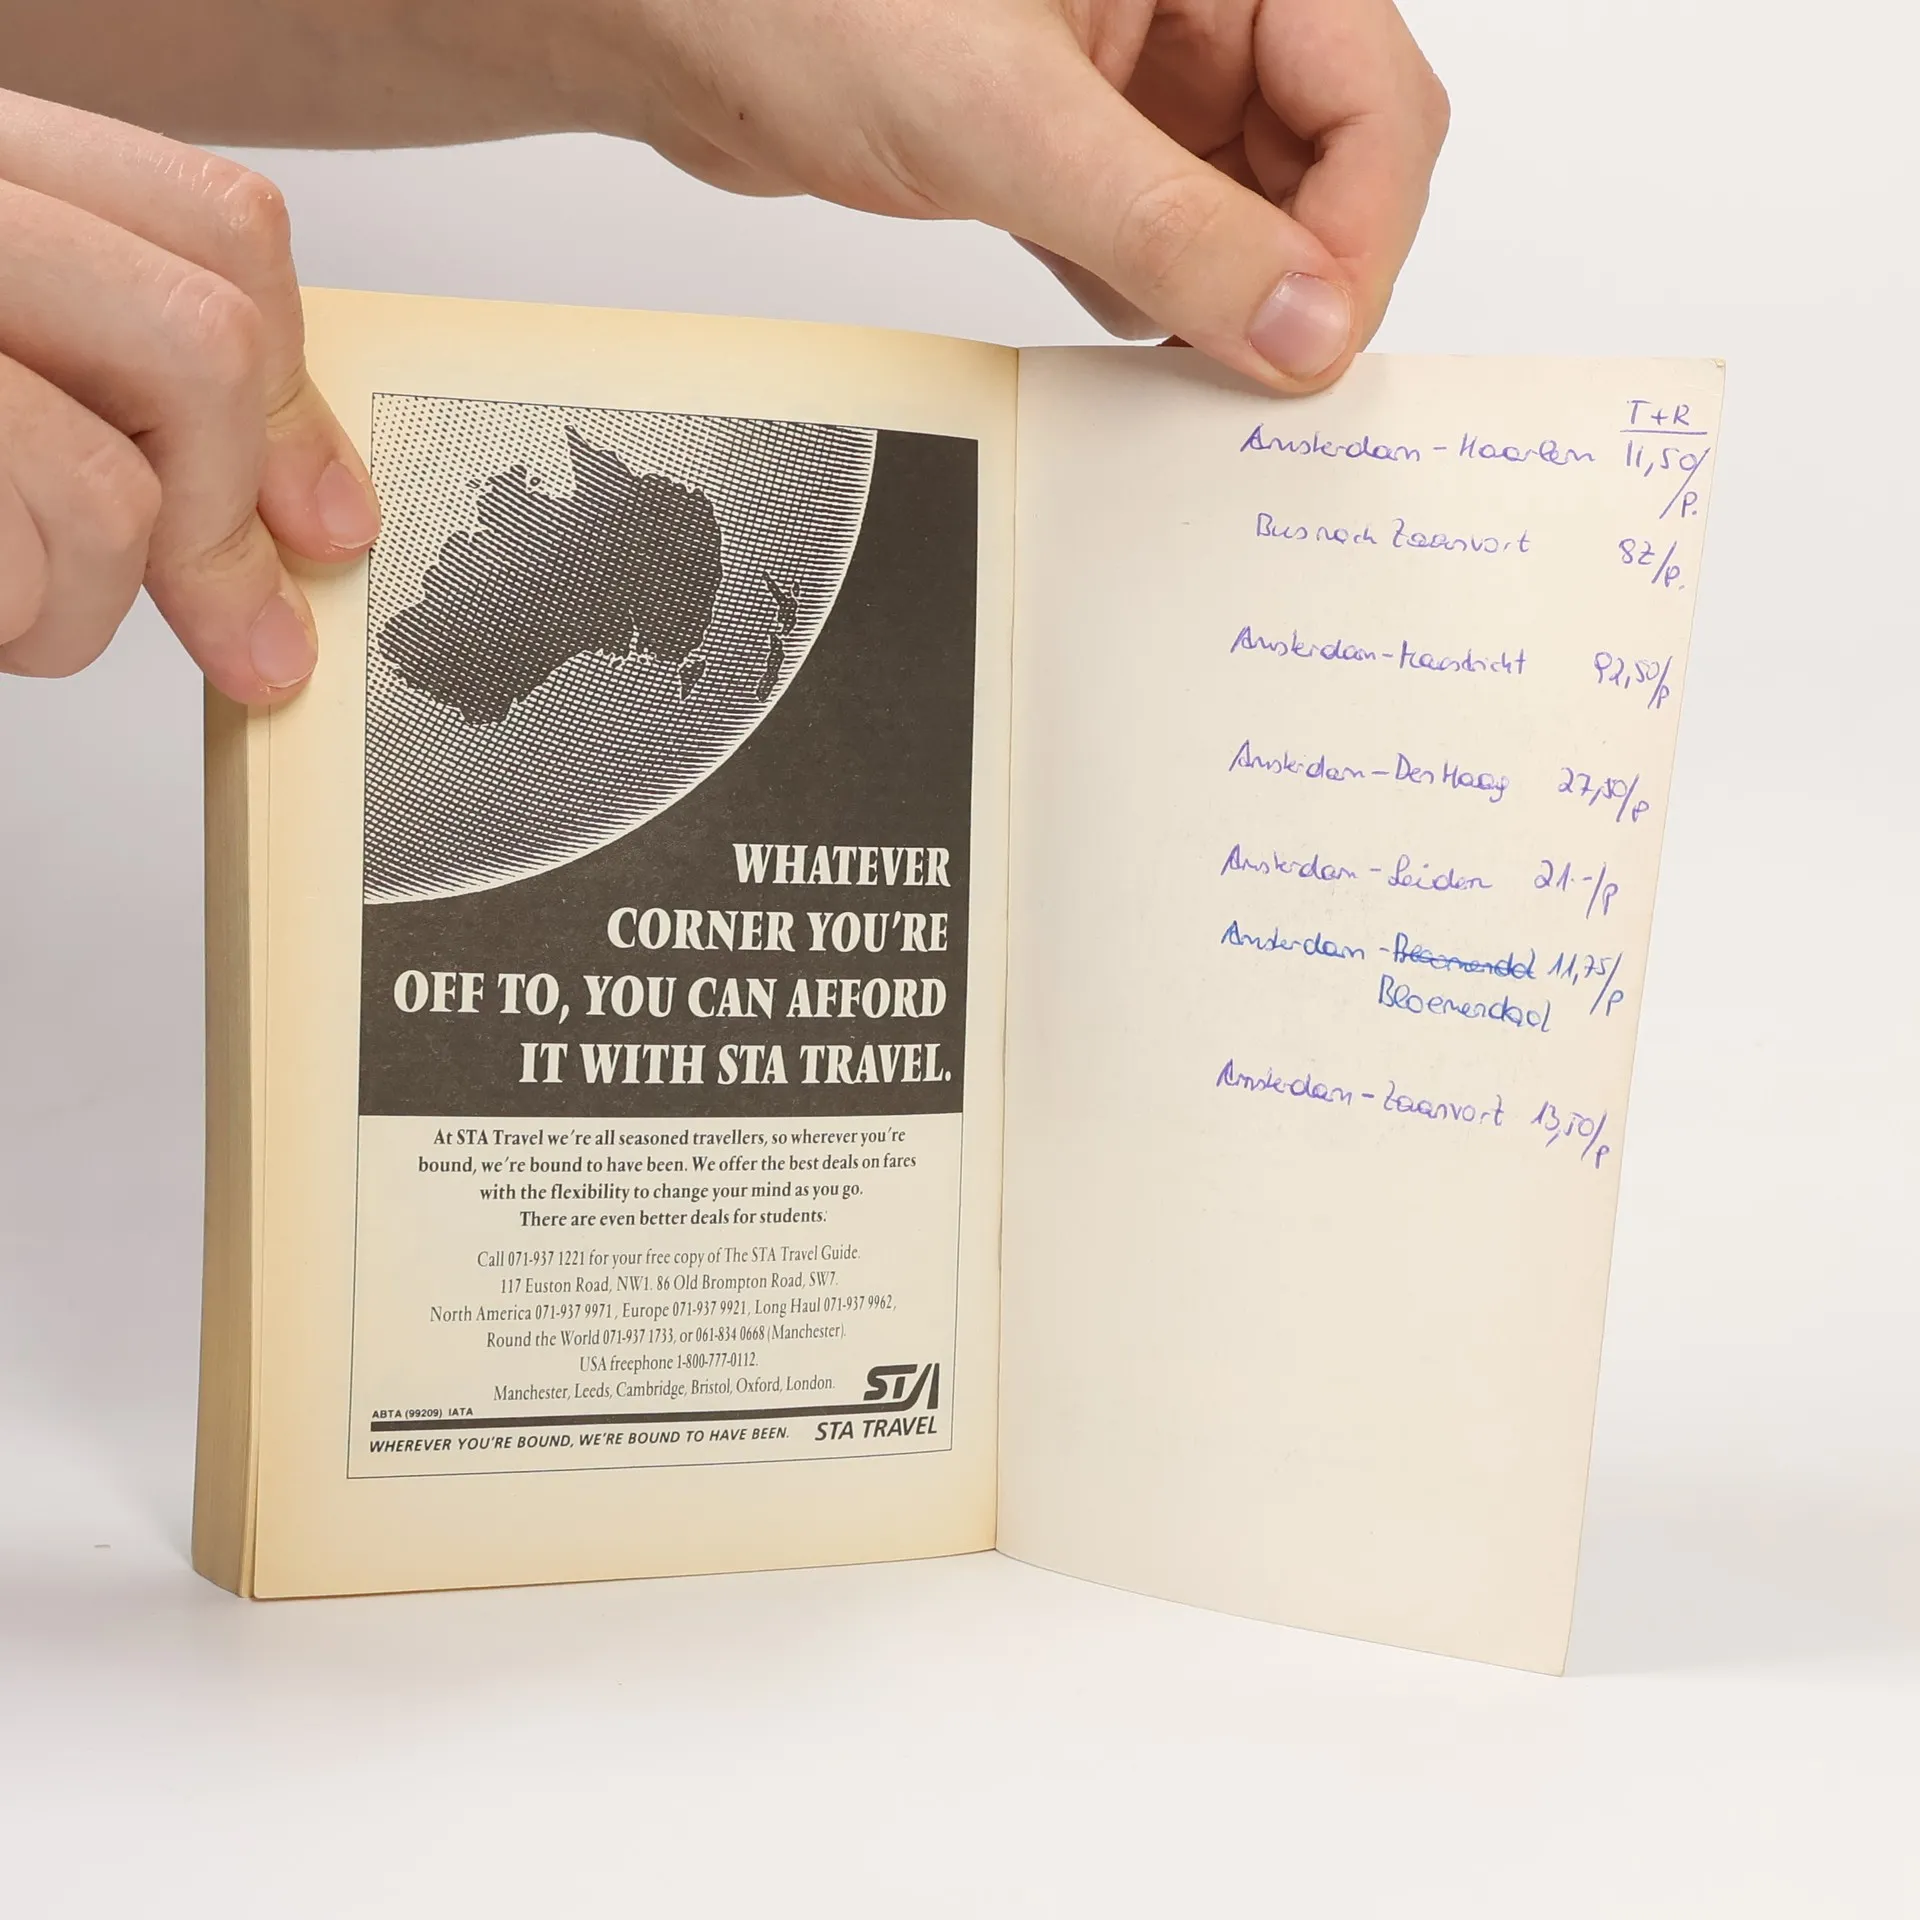 WHATEVER
CORNER YOU'RE
OFF TO, YOU CAN AFFORD
IT WITH STA TRAVEL.
At STA Travel we're all seasoned travellers, so wherever you're
bound, we're bound to have been. We offer the best deals on fares
with the flexibility to change your mind as you go.
There are even better deals for students.
Call 071-937 1221 for your free copy of The STA Travel Guide.
117 Euston Road, NW1. 86 Old Brompton Road, SW7.
North America 071-937 9971, Europe 071-937 9921, Long Haul 071-937 9962,
Round the World 071-937 1733, or 061-834 0668 (Manchester).
USA freephone 1-800-777-0112.
Manchester, Leeds, Cambridge, Bristol, Oxford, London.
STA
ABTA (99209) IATA
WHEREVER YOU'RE BOUND, WE'RE BOUND TO HAVE BEEN. STA TRAVEL
T+R
Amsterdam - Haarlem 11,50/
/P.
Bus nach Zaanvort 8Z/P.
Amsterdam - Maastricht 92,50/P
Amsterdam - Den Haag 27,50/P
Amsterdam - Leiden 21.-/P
Amsterdam - 11,75/P
Bloemendaal
Amsterdam - Zaanvort 13,50/P